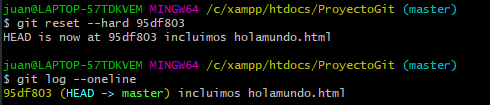 juan@LAPTOP-57TDKVEM MINGW64 /c/xampp/htdocs/ProyectoGit (master)
$ git reset --hard 95df803
HEAD is now at 95df803 incluimos holamundo.html
juan@LAPTOP-57TDKVEM MINGW64 /c/xampp/htdocs/ProyectoGit (master)
$ git log --oneline
95df803 (HEAD -> master) incluimos holamundo.html